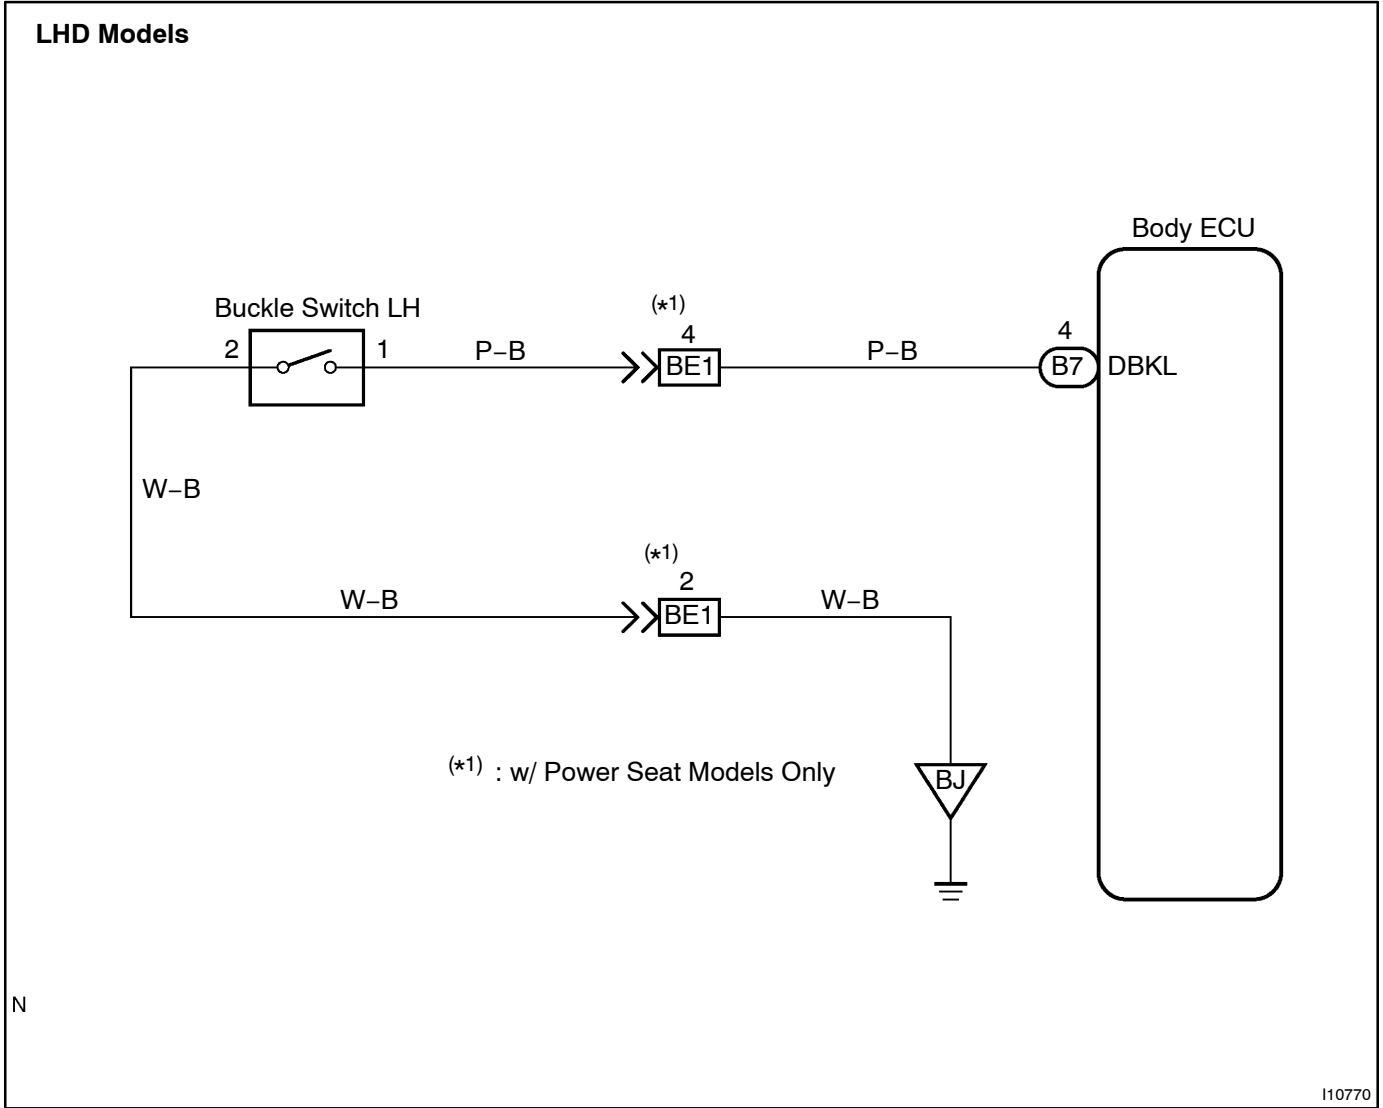 LHD Models
Body ECU
Buckle Switch LH
(*1)
2
1
P−B
4
BE1
P−B
4
B7
DBKL
W−B
(*1)
W−B
2
BE1
W−B
(*1) : w/ Power Seat Models Only
BJ
N
I10770